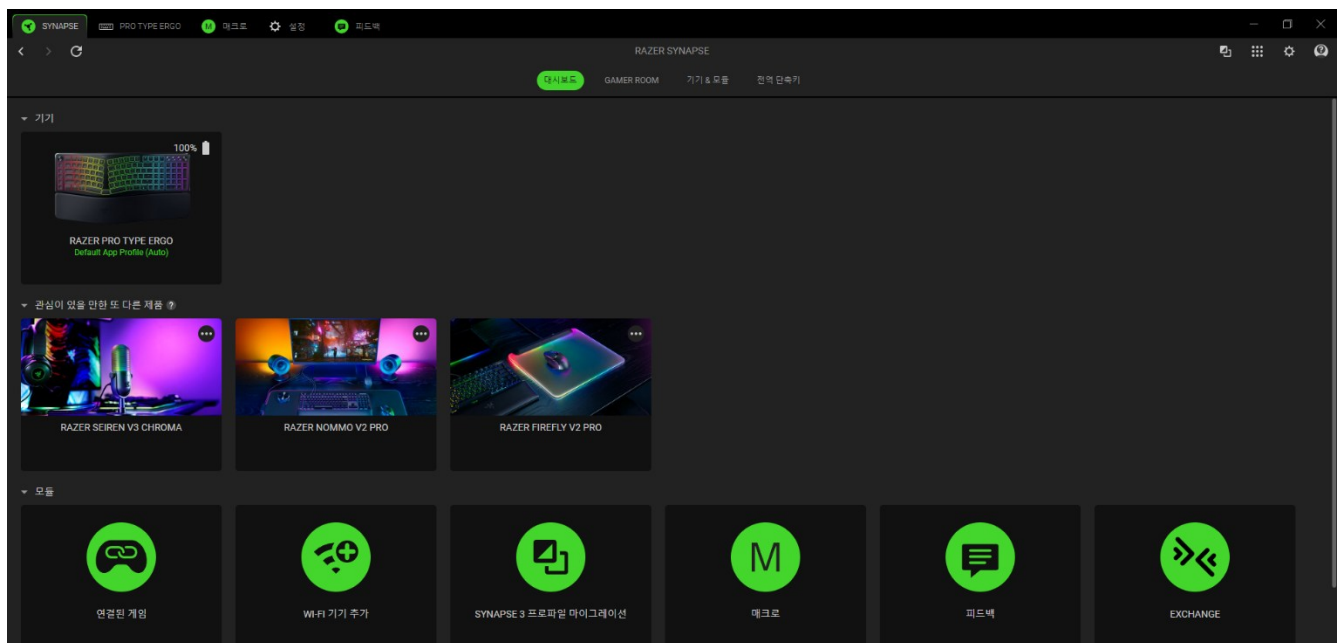 SYNAPSE
PRO TYPE ERGO
M 매크로
설정
피드백
RAZER SYNAPSE
대시보드
GAMER ROOM
기기 & 모듈
전역 단축키
기기
100%
RAZER PRO TYPE ERGO
Default App Profile (Auto)
관심이 있을 만한 또 다른 제품 ?
RAZER SEIREN V3 CHROMA
RAZER NOMMO V2 PRO
RAZER FIREFLY V2 PRO
모듈
M
연결된 게임
WI-FI 기기 추가
SYNAPSE 3 프로파일 마이그레이션
매크로
피드백
EXCHANGE